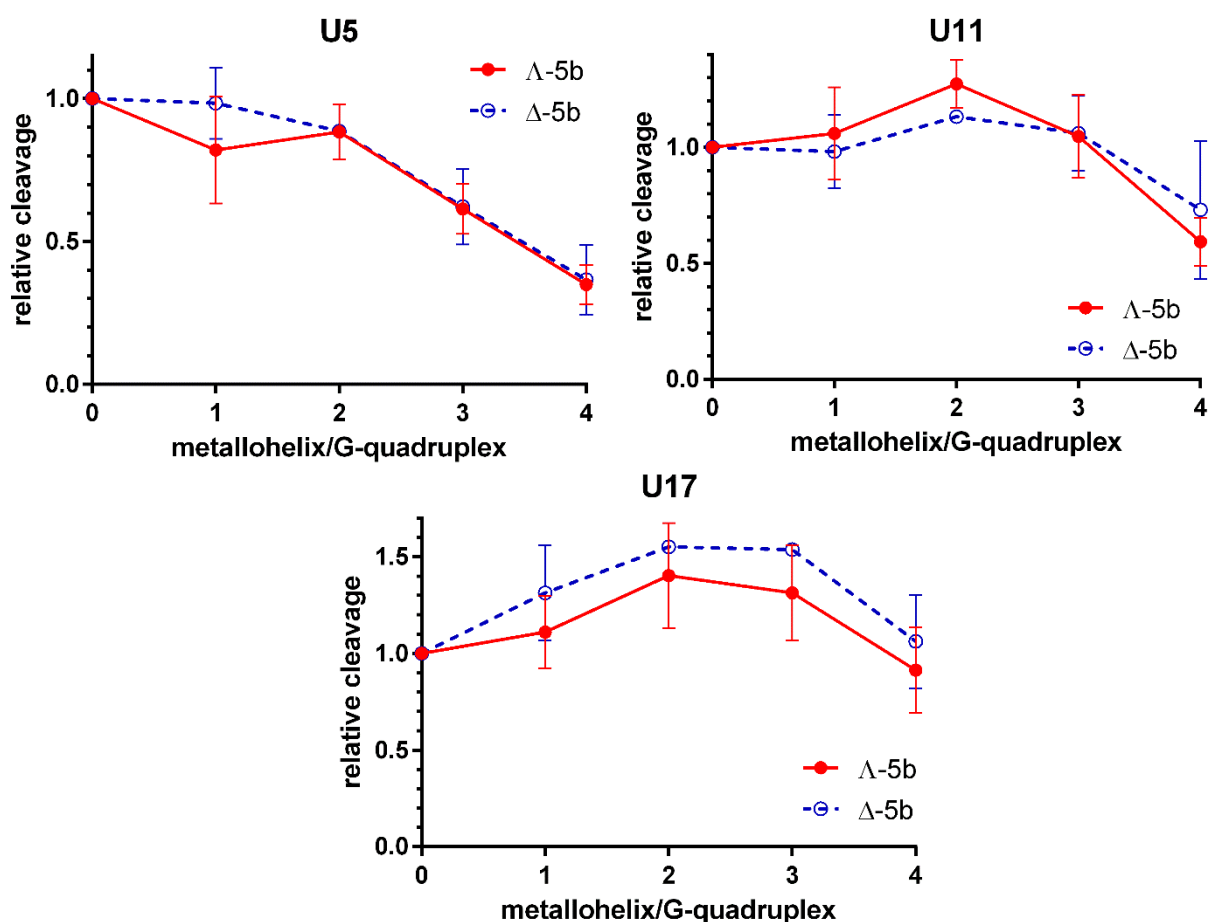 U5
Λ-5b
Δ-5b
1.0
0.5
0.0
relative cleavage
0 1 2 3 4
metallohelix/G-quadruplex
U11
1.0
0.5
0.0
relative cleavage
Λ-5b
Δ-5b
0 1 2 3 4
metallohelix/G-quadruplex
U17
1.5
1.0
0.5
0.0
relative cleavage
Λ-5b
Δ-5b
0 1 2 3 4
metallohelix/G-quadruplex